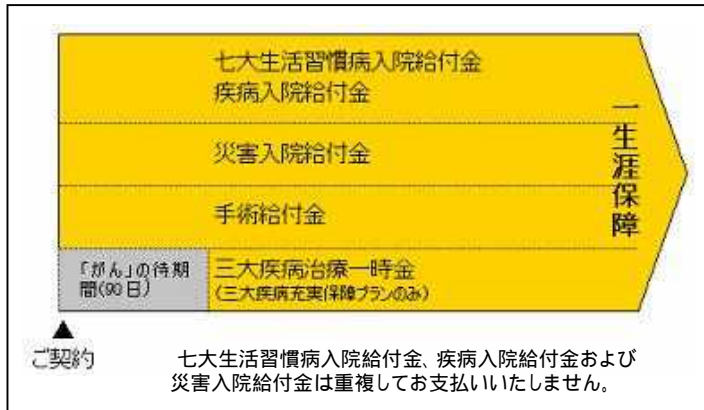 七大生活習慣病入院給付金
疾病入院給付金
災害入院給付金
手術給付金
「がん」の待期
間(90日)
三大疾病治療一時金
(三大疾病充実保障プランのみ)
一生涯保障
▲
ご契約
七大生活習慣病入院給付金、疾病入院給付金および
災害入院給付金は重複してお支払いいたしません。